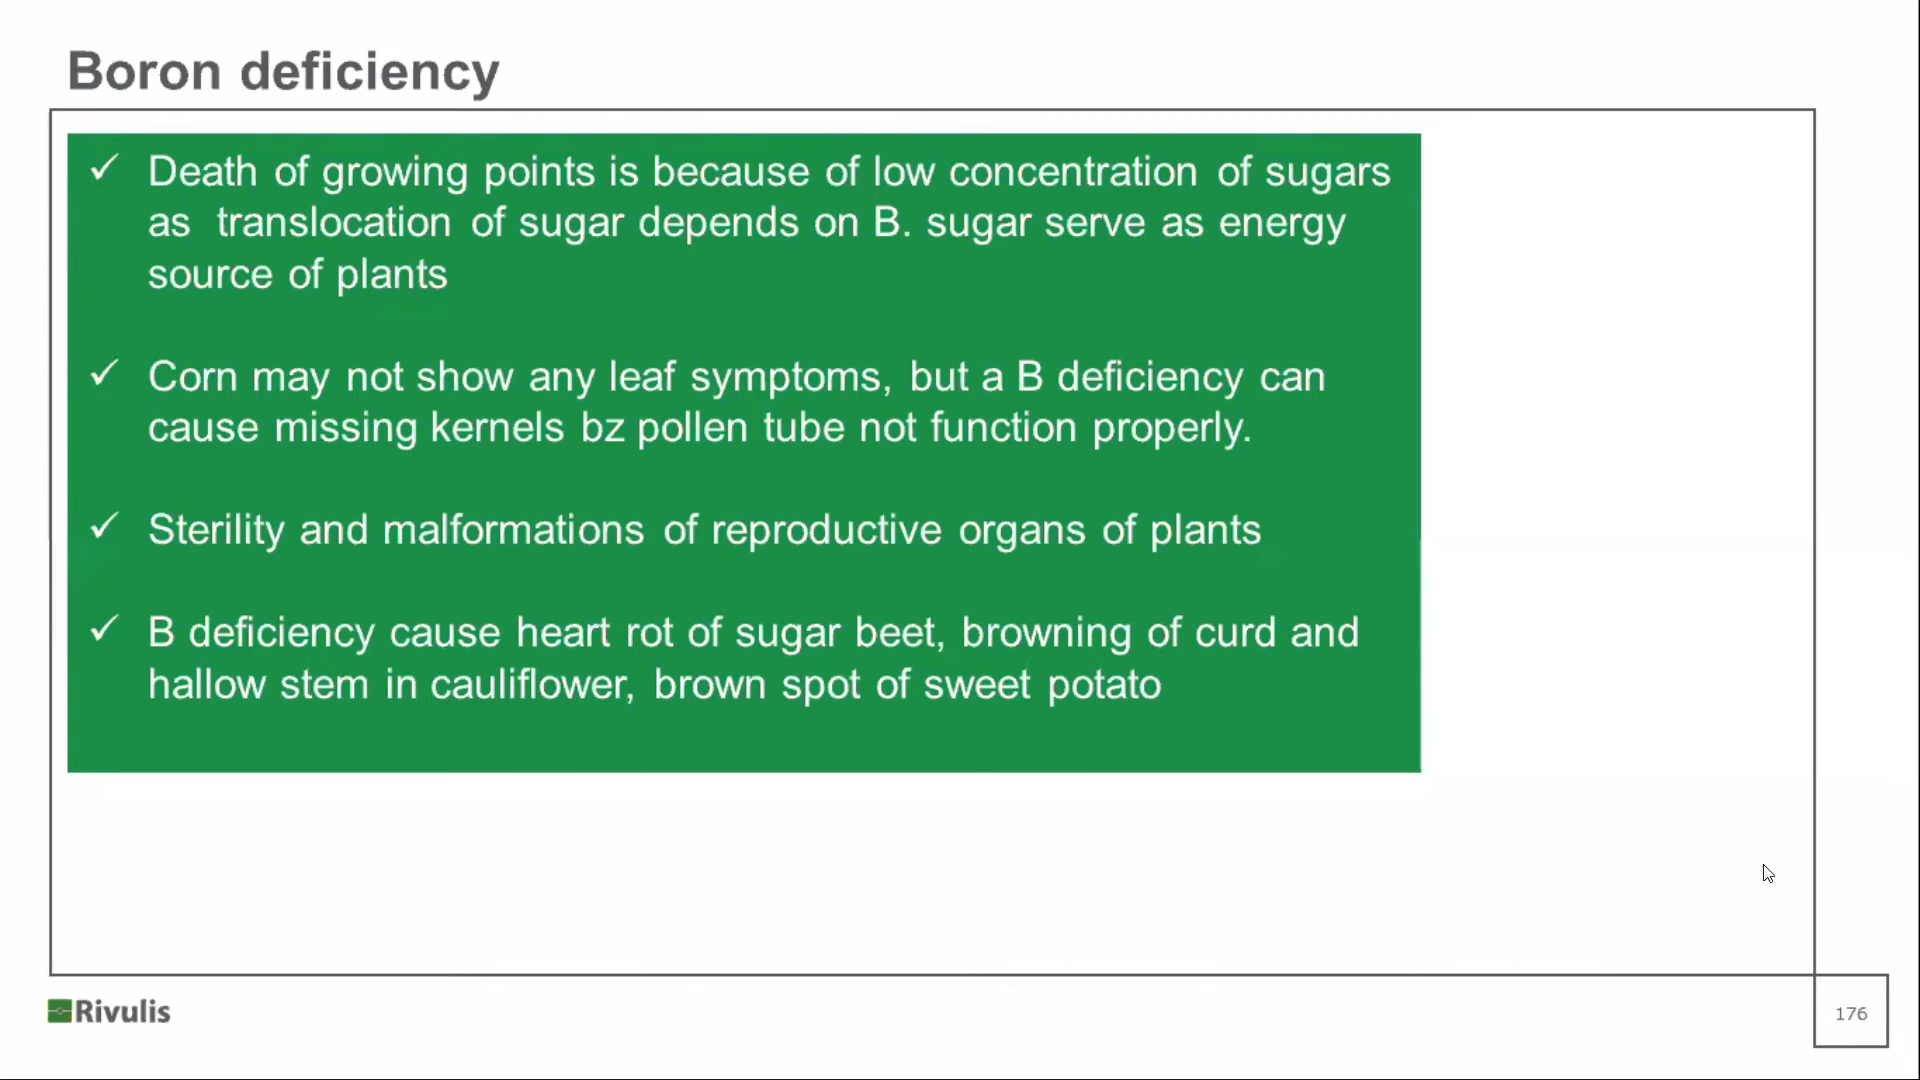 Boron deficiency
✓ Death of growing points is because of low concentration of sugars
as translocation of sugar depends on B. sugar serve as energy
source of plants
✓ Corn may not show any leaf symptoms, but a B deficiency can
cause missing kernels bz pollen tube not function properly.
✓ Sterility and malformations of reproductive organs of plants
✓ B deficiency cause heart rot of sugar beet, browning of curd and
hallow stem in cauliflower, brown spot of sweet potato
Rivulis
176